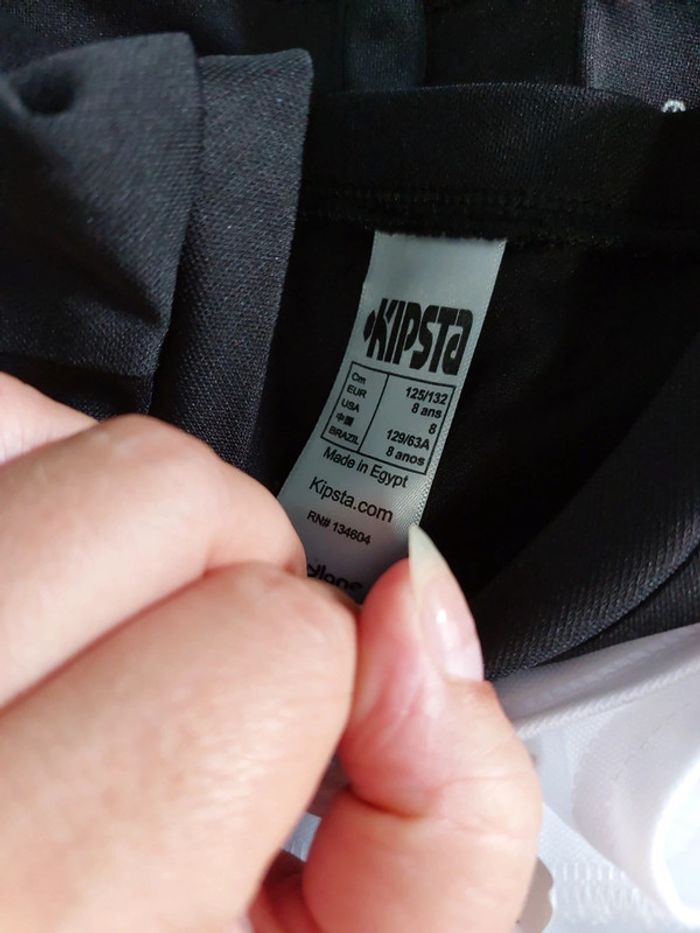 KIPSTA
Cm 125/132
EUR 8 ans
USA 8
中国 129/63A
BRAZIL 8 anos
Made in Egypt
Kipsta.com
RN# 134604